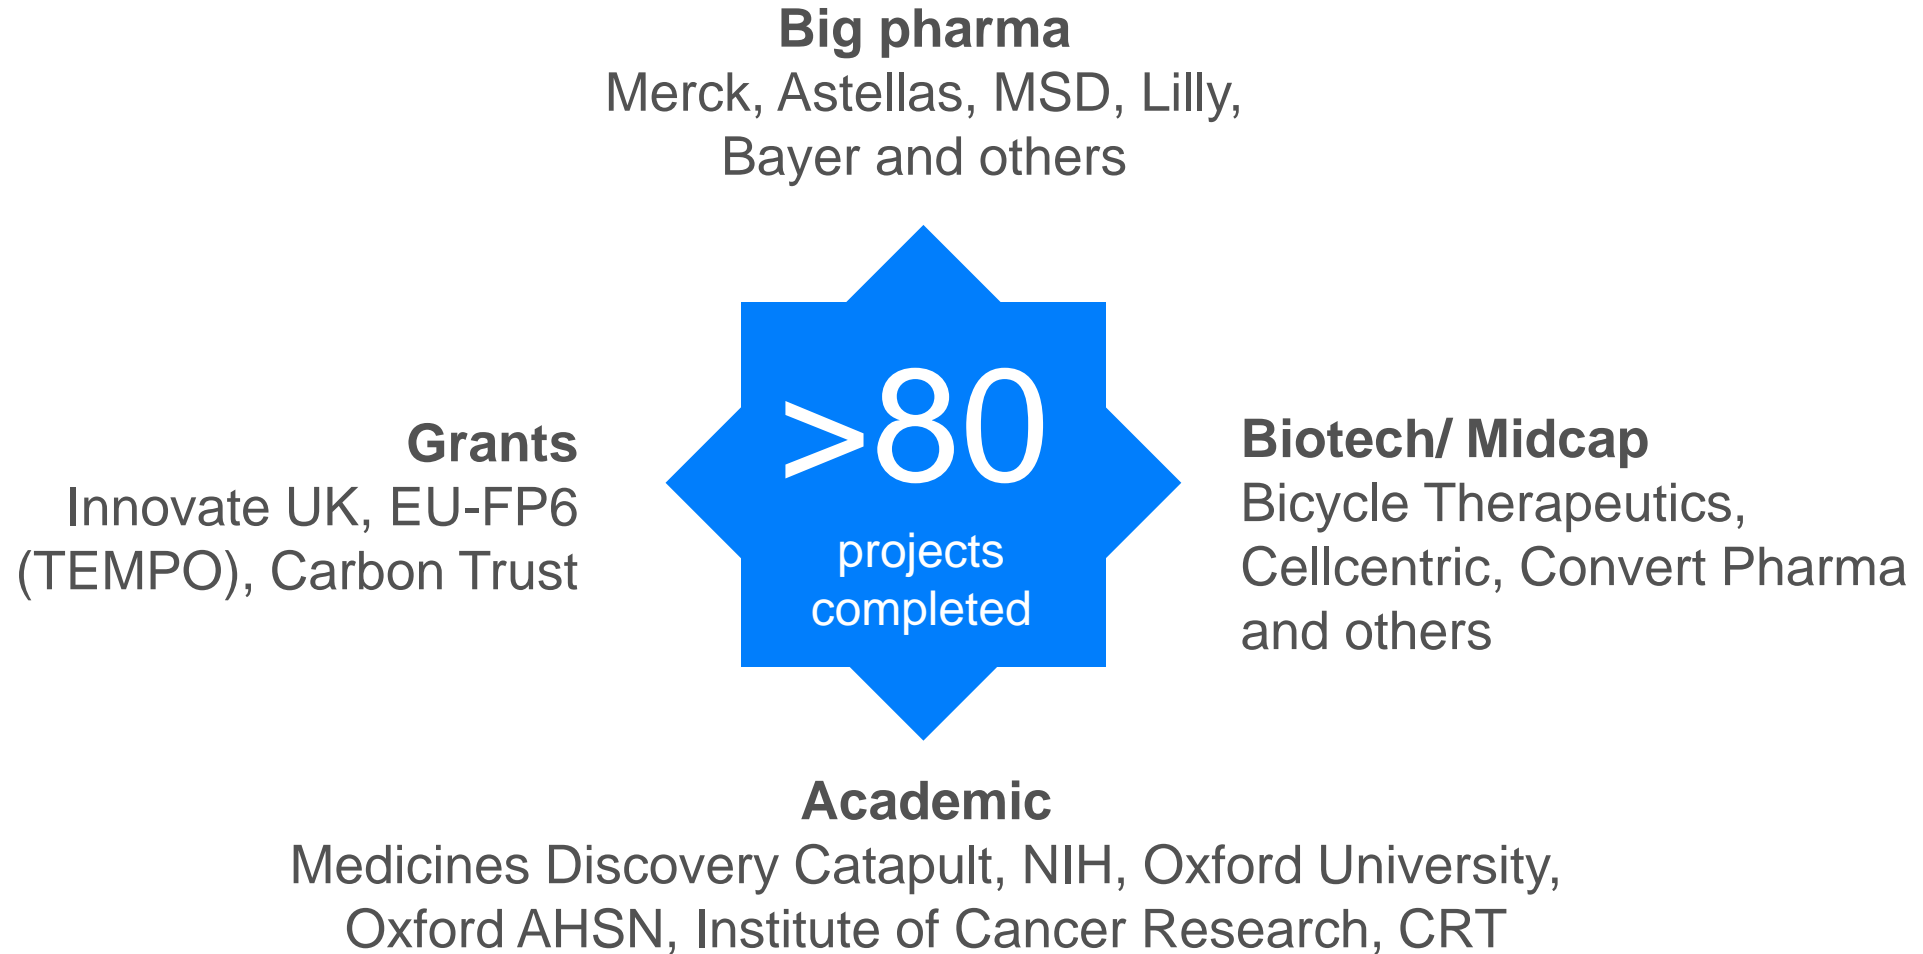 Big pharma
Merck, Astellas, MSD, Lilly,
Bayer and others
Grants
Innovate UK, EU-FP6
(TEMPO), Carbon Trust
>80
projects
completed
Biotech/ Midcap
Bicycle Therapeutics,
Cellcentric, Convert Pharma
and others
Academic
Medicines Discovery Catapult, NIH, Oxford University,
Oxford AHSN, Institute of Cancer Research, CRT